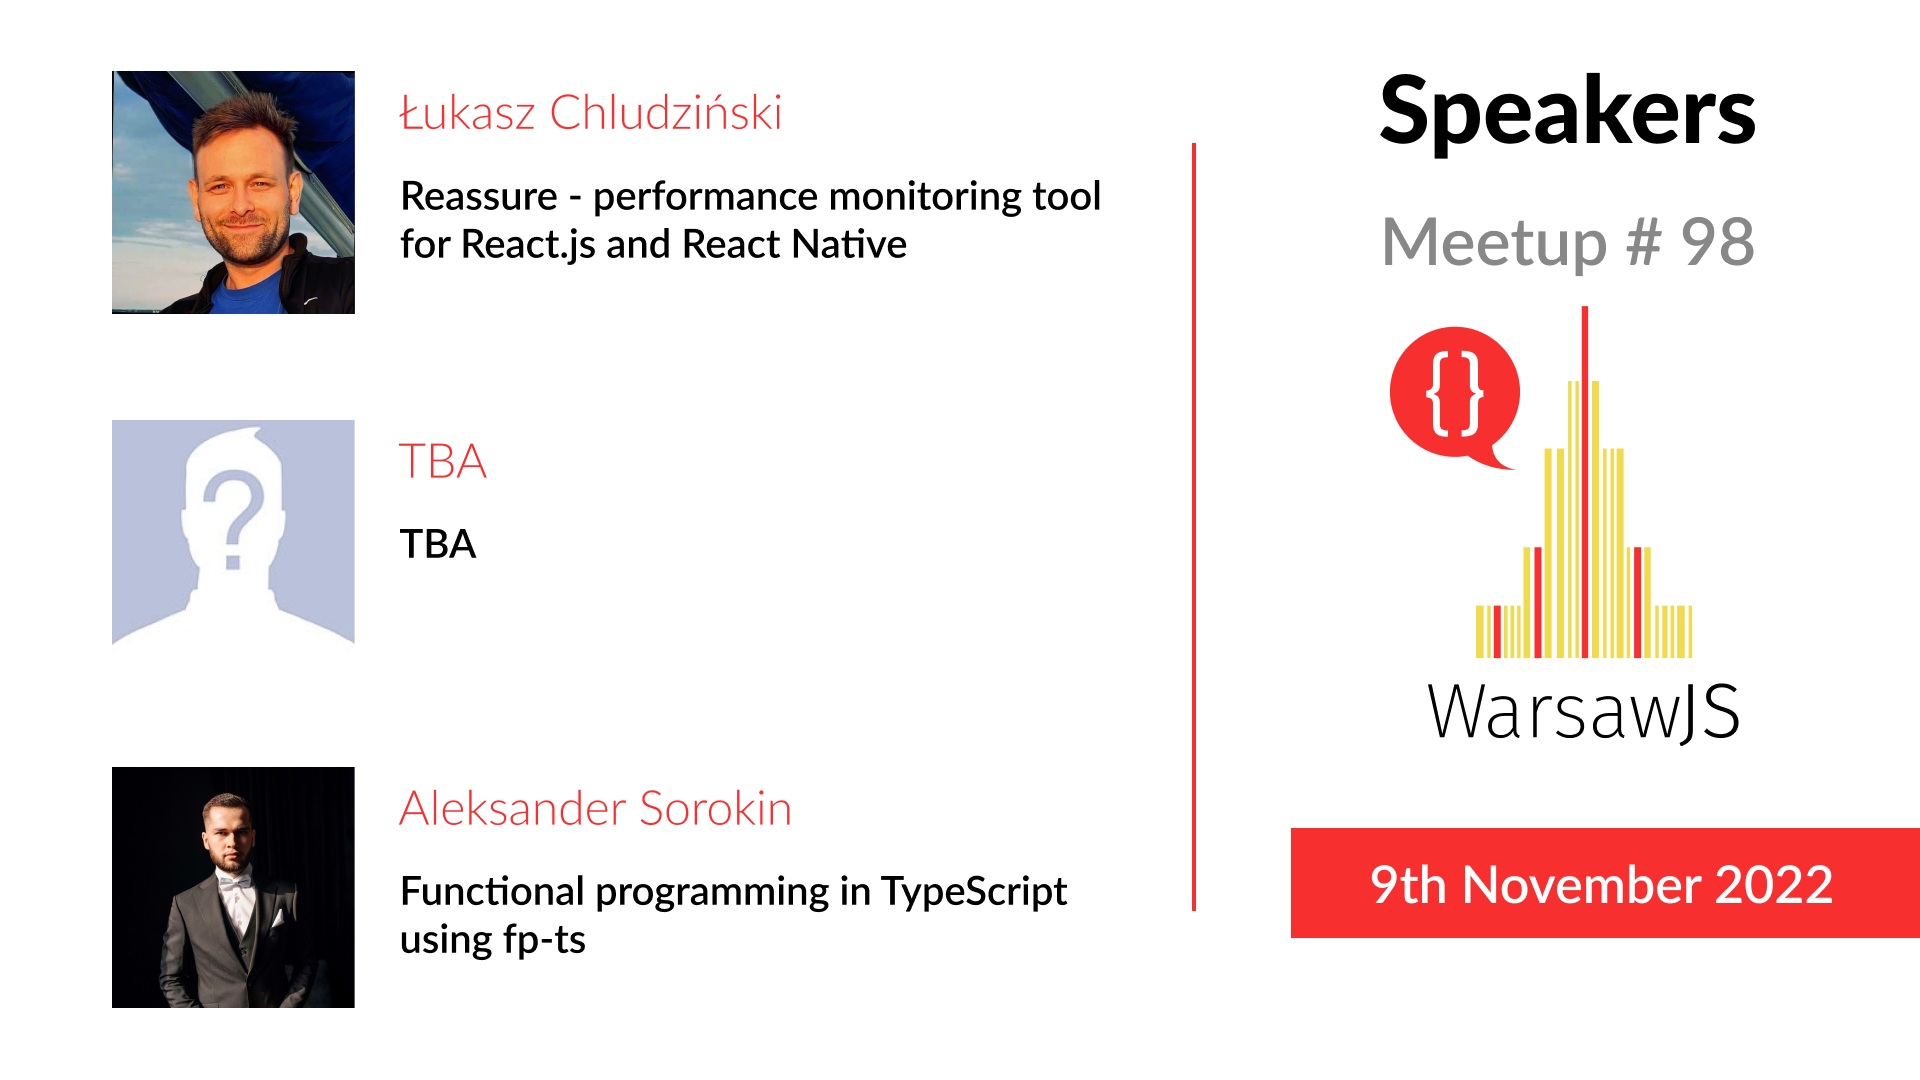 Łukasz Chludziński
Reassure - performance monitoring tool
for React.js and React Native
?
TBA
TBA
Aleksander Sorokin
Functional programming in TypeScript
using fp-ts
Speakers
Meetup # 98
{}
WarsawJS
9th November 2022